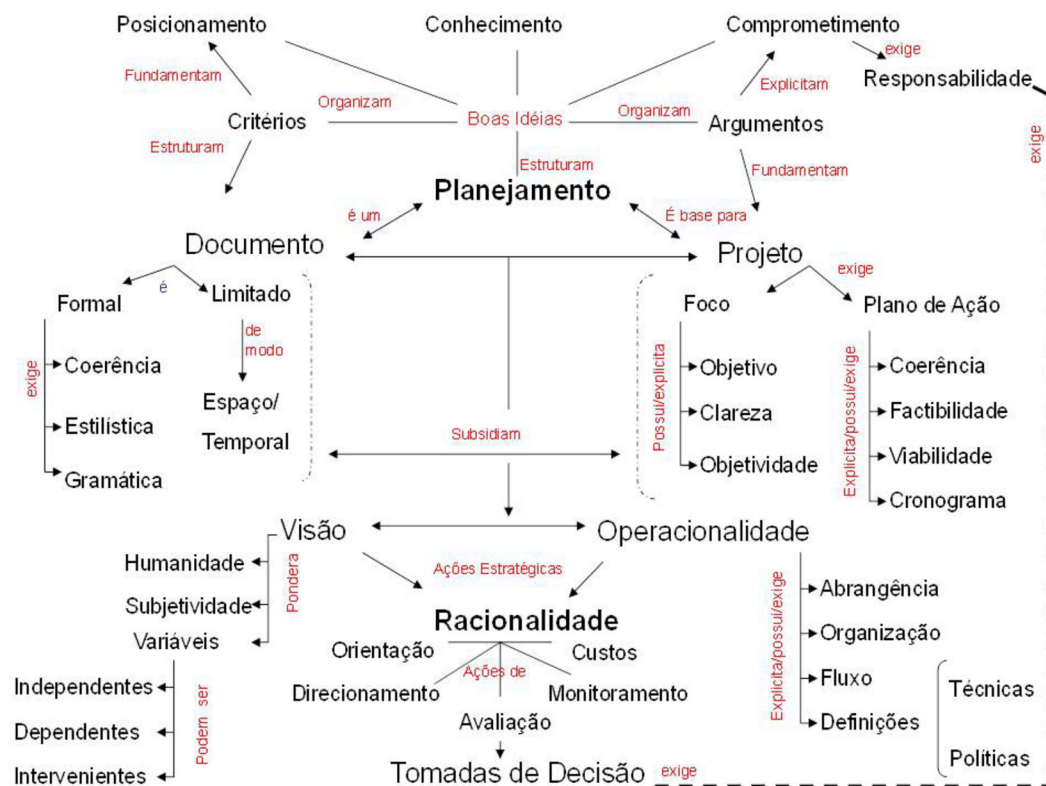 Posicionamento
Conhecimento
Comprometimento
exige
Responsabilidade
Fundamentam
Explicitam
Organizam
Boas Idéias
Organizam
Critérios
Argumentos
exige
Estruturam
Estruturam
Fundamentam
Planejamento
é um
É base para
Documento
Projeto
exige
é
Formal
Limitado
Foco
Plano de Ação
de
modo
exige
Coerência
Estilística
Gramática
Espaço/
Temporal
Subsidiam
Possui/explicita
Objetivo
Clareza
Objetividade
Explicita/possui/exige
Coerência
Factibilidade
Viabilidade
Cronograma
Visão
Operacionalidade
Pondera
Humanidade
Subjetividade
Variáveis
Ações Estratégicas
Racionalidade
Orientação
Custos
Ações de
Direcionamento
Monitoramento
Avaliação
Explicita/possui/exige
Abrangência
Organização
Fluxo
Definições
Técnicas
Políticas
Podem ser
Independentes
Dependentes
Intervenientes
Tomadas de Decisão
exige